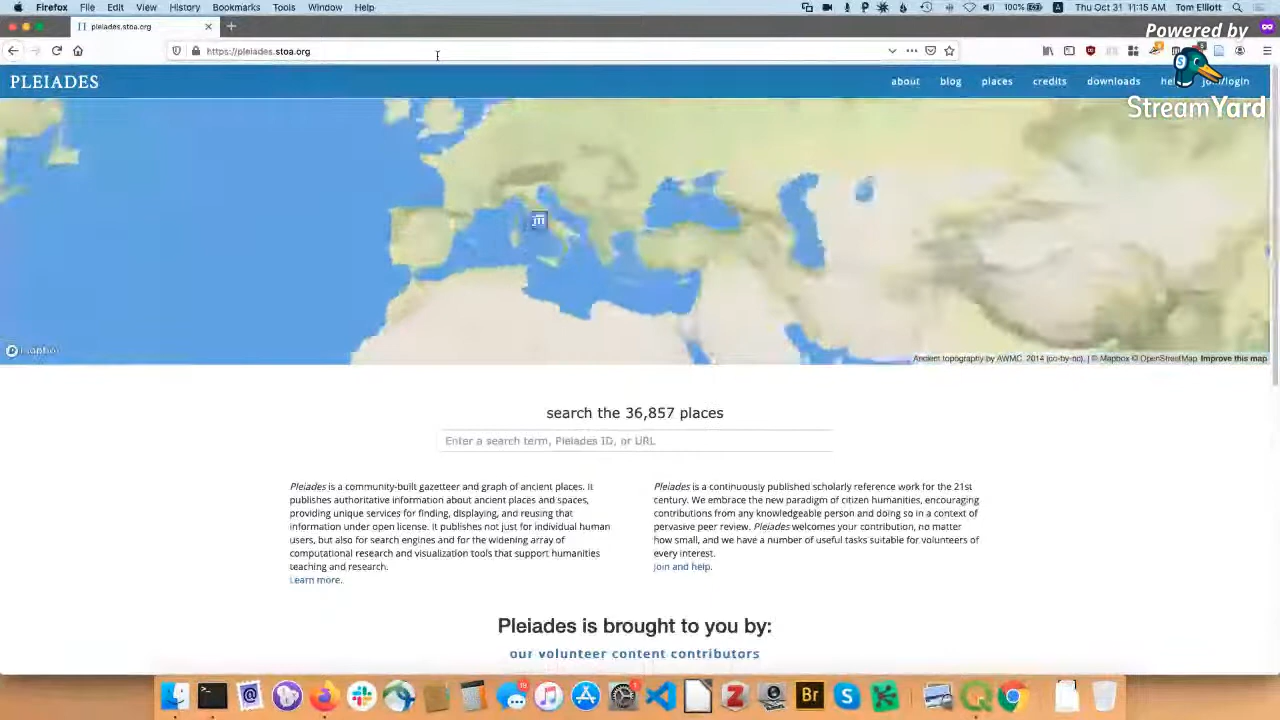 Firefox File Edit View History Bookmarks Tools Window Help 100% Thu Oct 31 11:15 AM Tom Elliott
pleiades.stoa.org
Powered by
https://pleiades.stoa.org
StreamYard
PLEIADES about blog places credits downloads join/login
mapbox
Ancient topography by AWMC, 2014 (cc-by-nc). | © Mapbox © OpenStreetMap Improve this map
search the 36,857 places
Enter a search term, Pleiades ID, or URL
Pleiades is a community-built gazetteer and graph of ancient places. It
publishes authoritative information about ancient places and spaces,
providing unique services for finding, displaying, and reusing that
information under open license. It publishes not just for individual human
users, but also for search engines and for the widening array of
computational research and visualization tools that support humanities
teaching and research.
Learn more.
Pleiades is a continuously published scholarly reference work for the 21st
century. We embrace the new paradigm of citizen humanities, encouraging
contributions from any knowledgeable person and doing so in a context of
pervasive peer review. Pleiades welcomes your contribution, no matter
how small, and we have a number of useful tasks suitable for volunteers of
every interest.
Join and help.
Pleiades is brought to you by:
our volunteer content contributors
Br